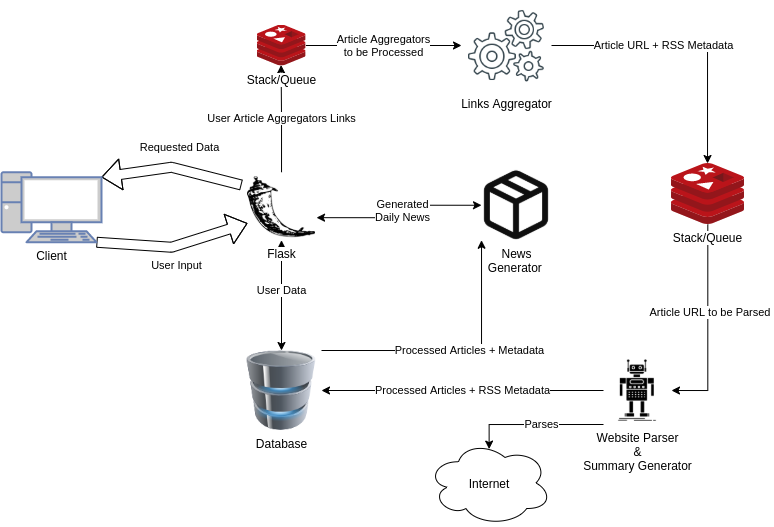 Article Aggregators
to be Processed
Article URL + RSS Metadata
Stack/Queue
Links Aggregator
User Article Aggregators Links
Requested Data
Generated
Daily News
Stack/Queue
Client
User Input
Flask
News
Generator
User Data
Article URL to be Parsed
Processed Articles + Metadata
Processed Articles + RSS Metadata
Database
Parses
Website Parser
&
Summary Generator
Internet